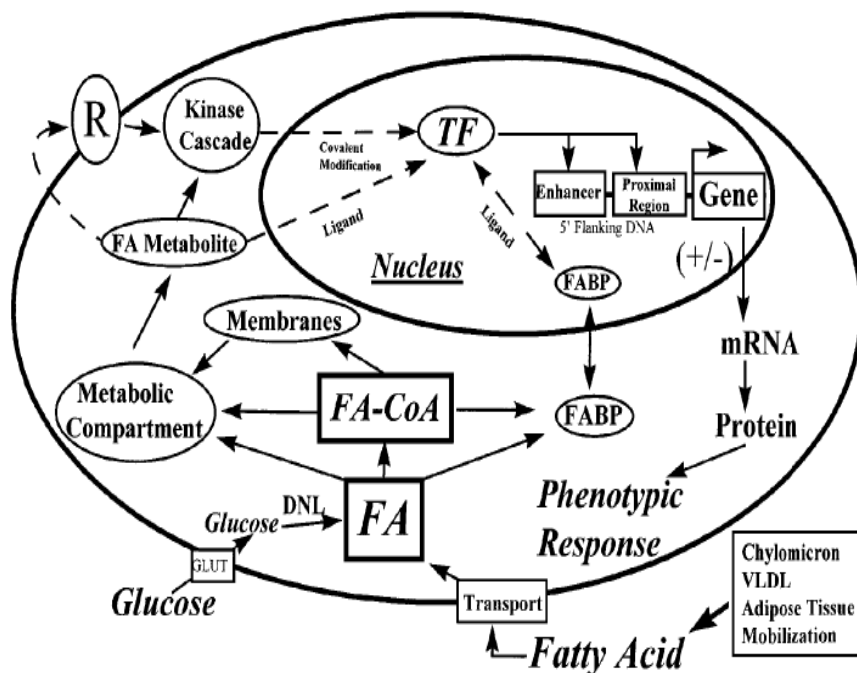 R
Kinase
Cascade
Covalent
Modification
TF
Enhancer
Proximal
Region
Gene
5' Flanking DNA
FA Metabolite
Ligand
Ligand
Nucleus
(+/-)
FABP
Membranes
mRNA
Metabolic
Compartment
FA-CoA
FABP
Protein
Phenotypic
Response
DNL
Glucose
FA
GLUT
Glucose
Transport
Fatty Acid
Chylomicron
VLDL
Adipose Tissue
Mobilization